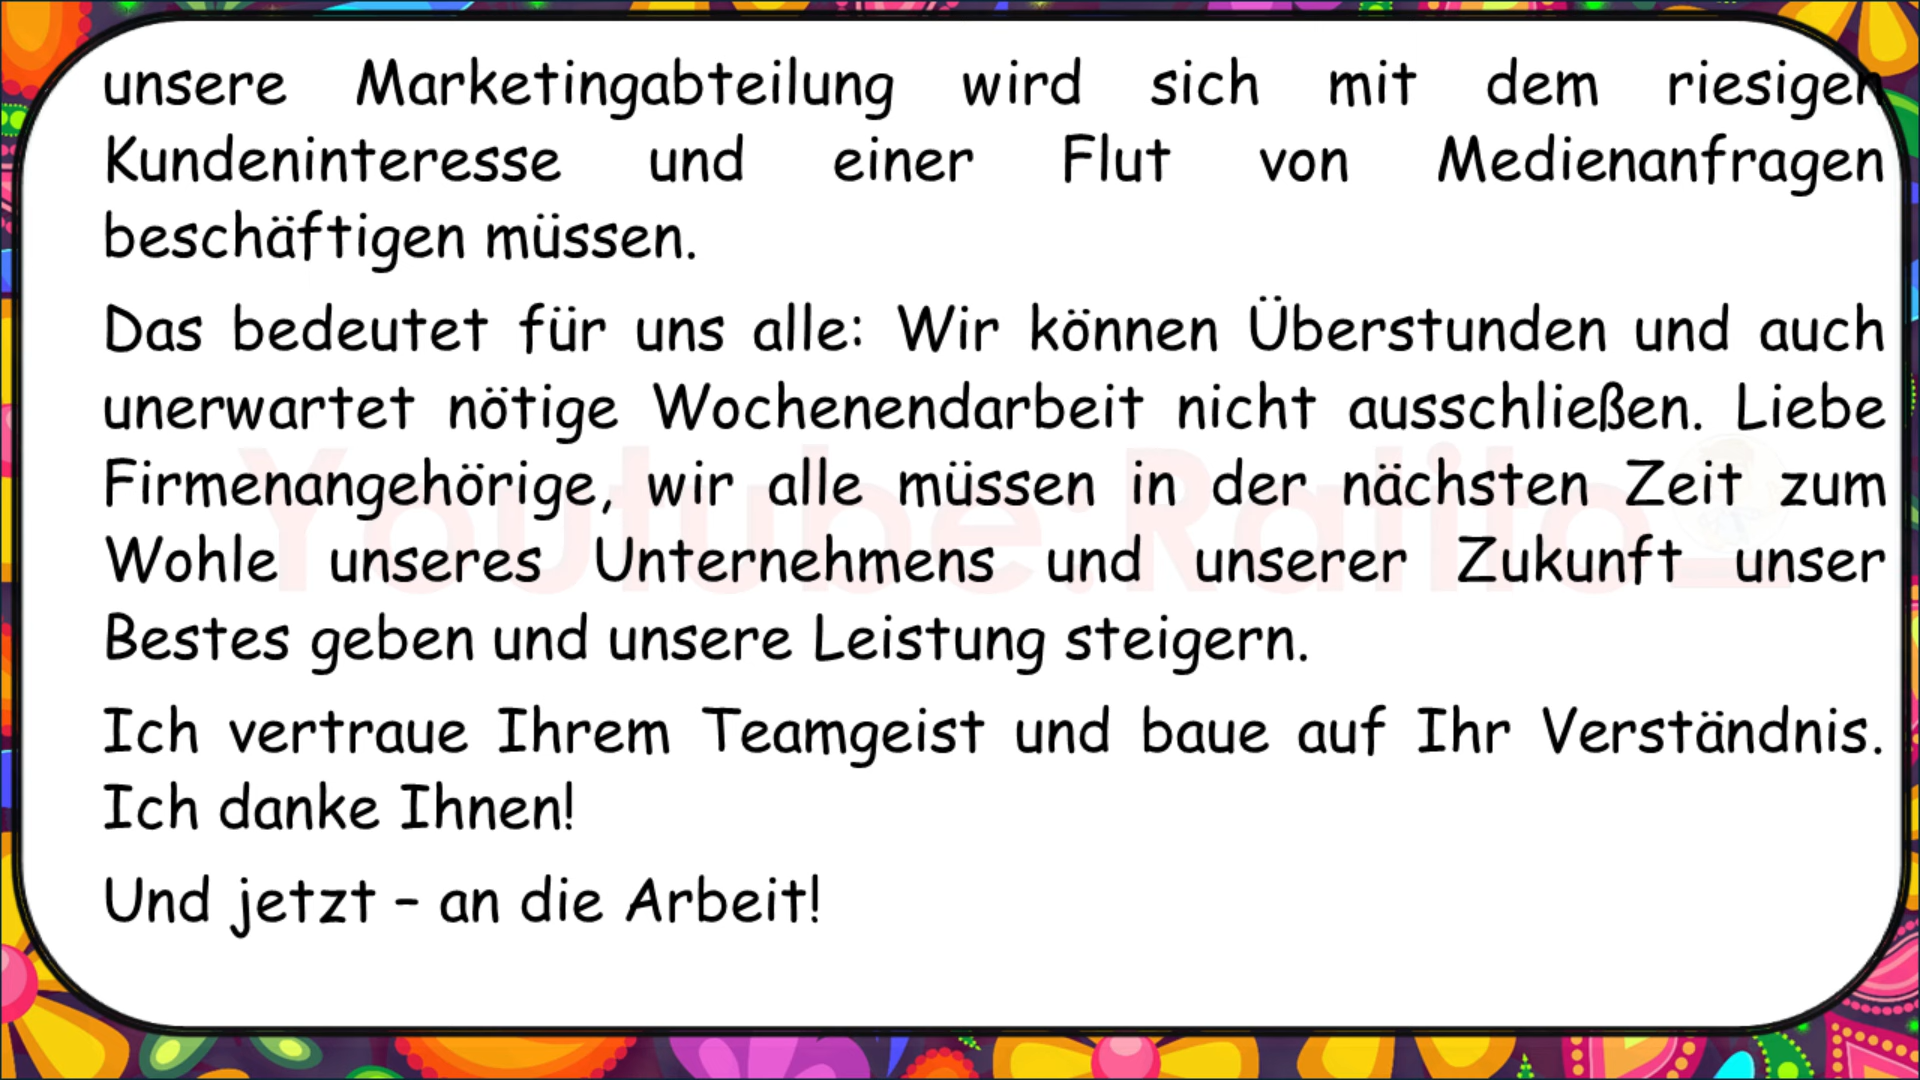 unsere Marketingabteilung wird sich mit dem riesigen
Kundeninteresse und einer Flut von Medienanfragen
beschäftigen müssen.
Das bedeutet für uns alle: Wir können Überstunden und auch
unerwartet nötige Wochenendarbeit nicht ausschließen. Liebe
Firmenangehörige, wir alle müssen in der nächsten Zeit zum
Wohle unseres Unternehmens und unserer Zukunft unser
Bestes geben und unsere Leistung steigern.
Ich vertraue Ihrem Teamgeist und baue auf Ihr Verständnis.
Ich danke Ihnen!
Und jetzt – an die Arbeit!